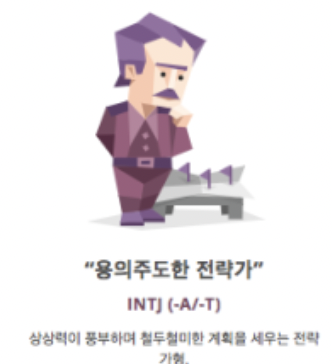 “용의주도한 전략가”
INTJ (-A/-T)
상상력이 풍부하며 철두철미한 계획을 세우는 전략
가형.